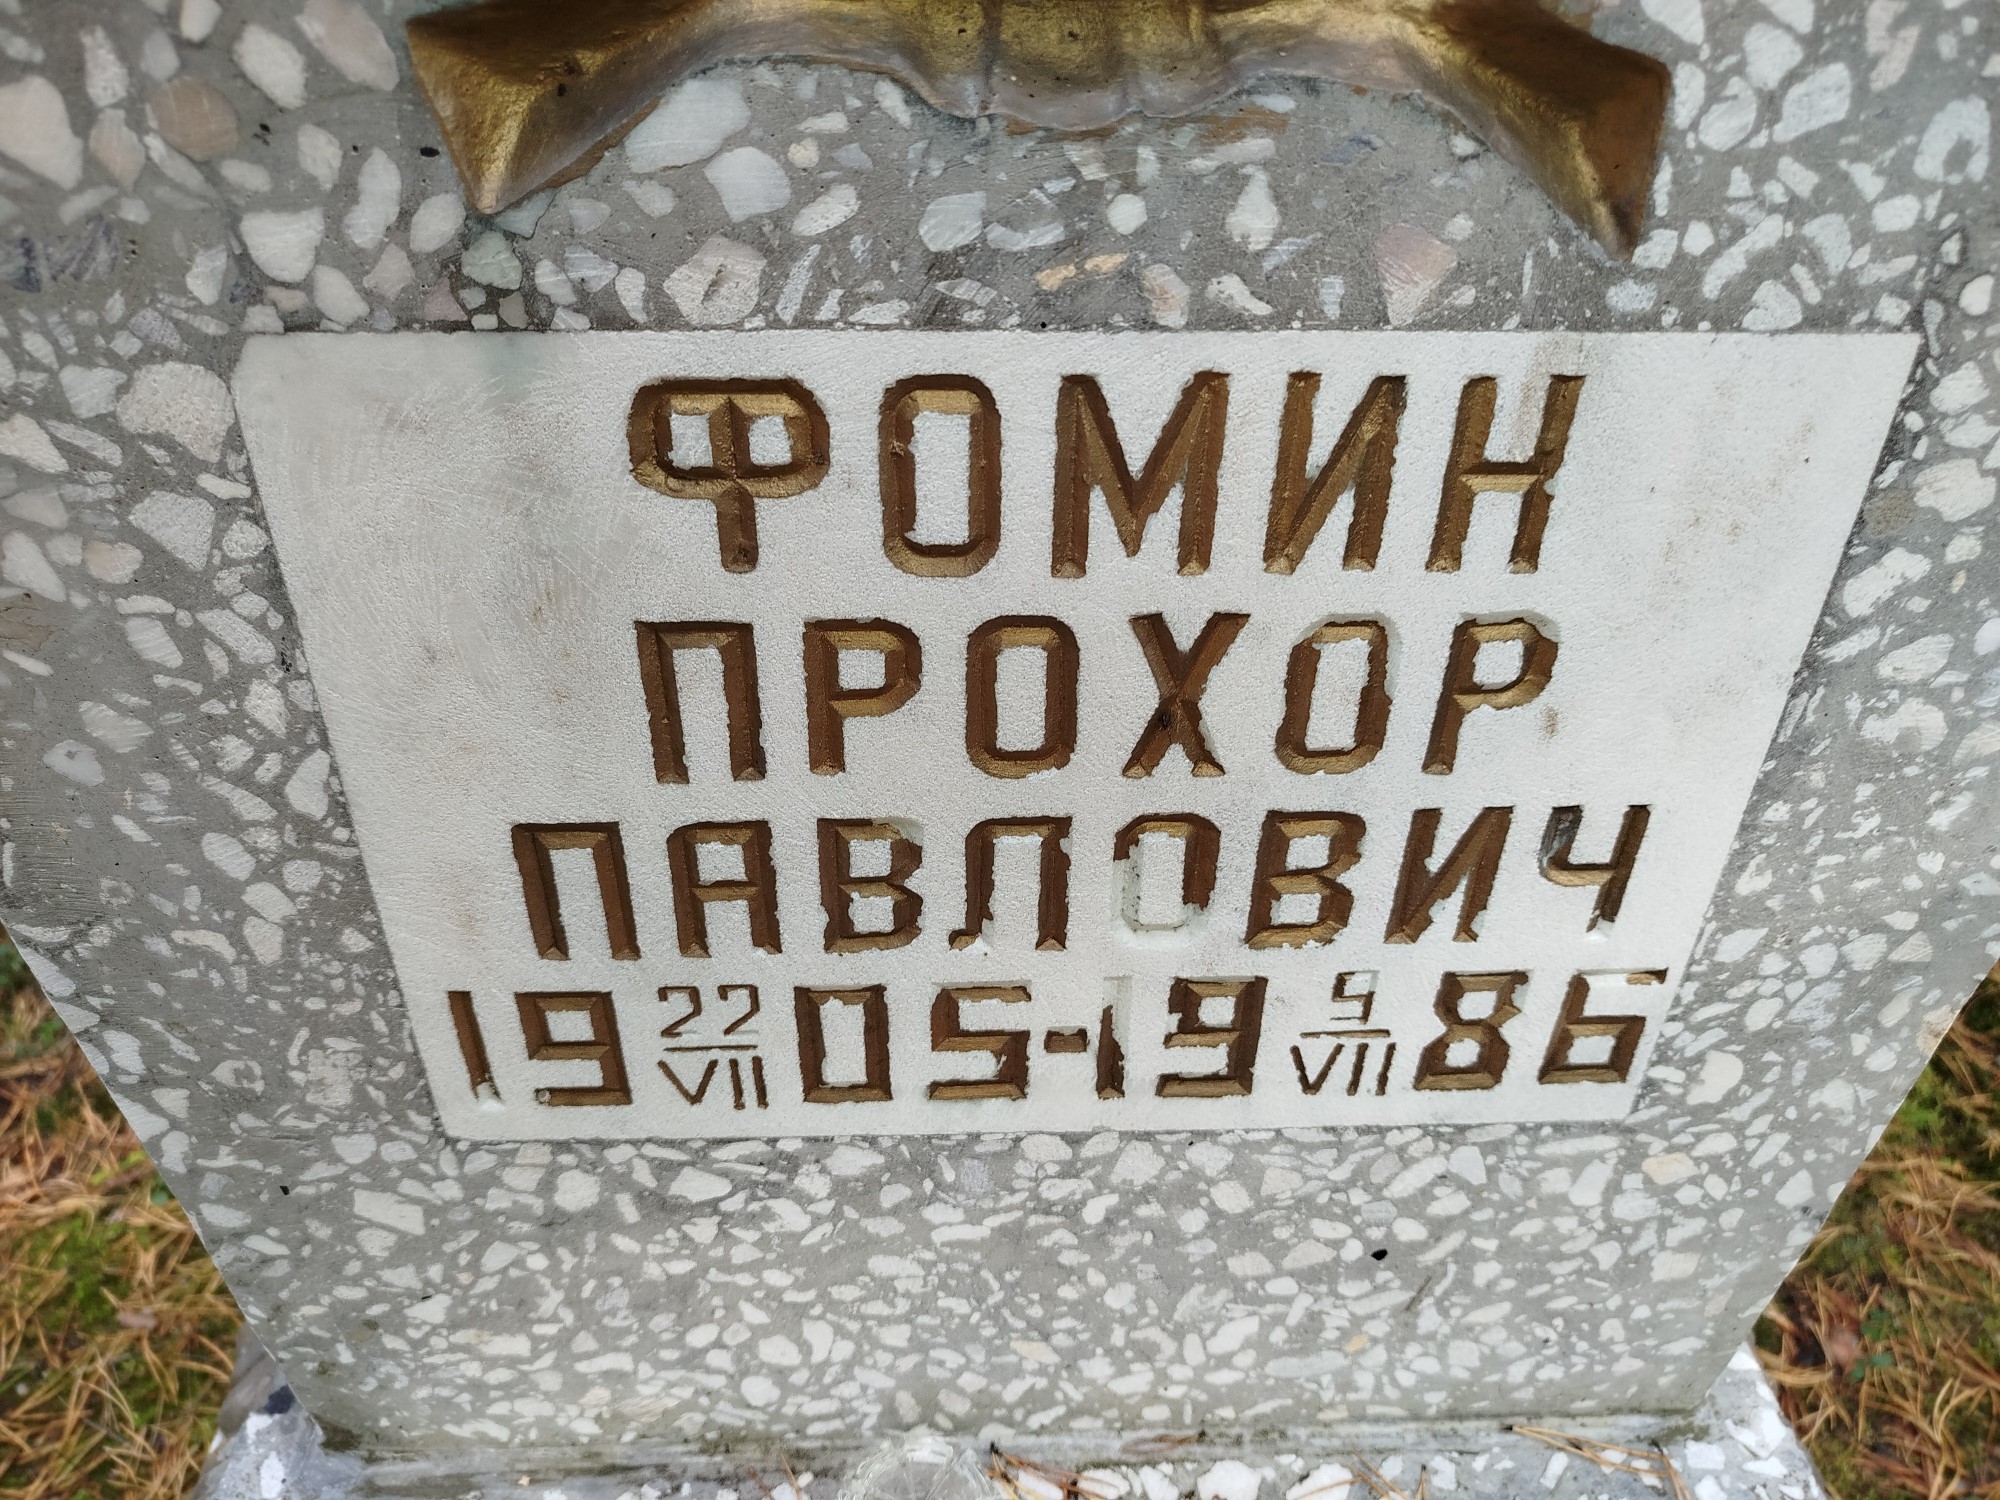 ФОМИН
ПРОХОР
ПАВЛОВИЧ
19 22/VII 05-19 9/VII 86